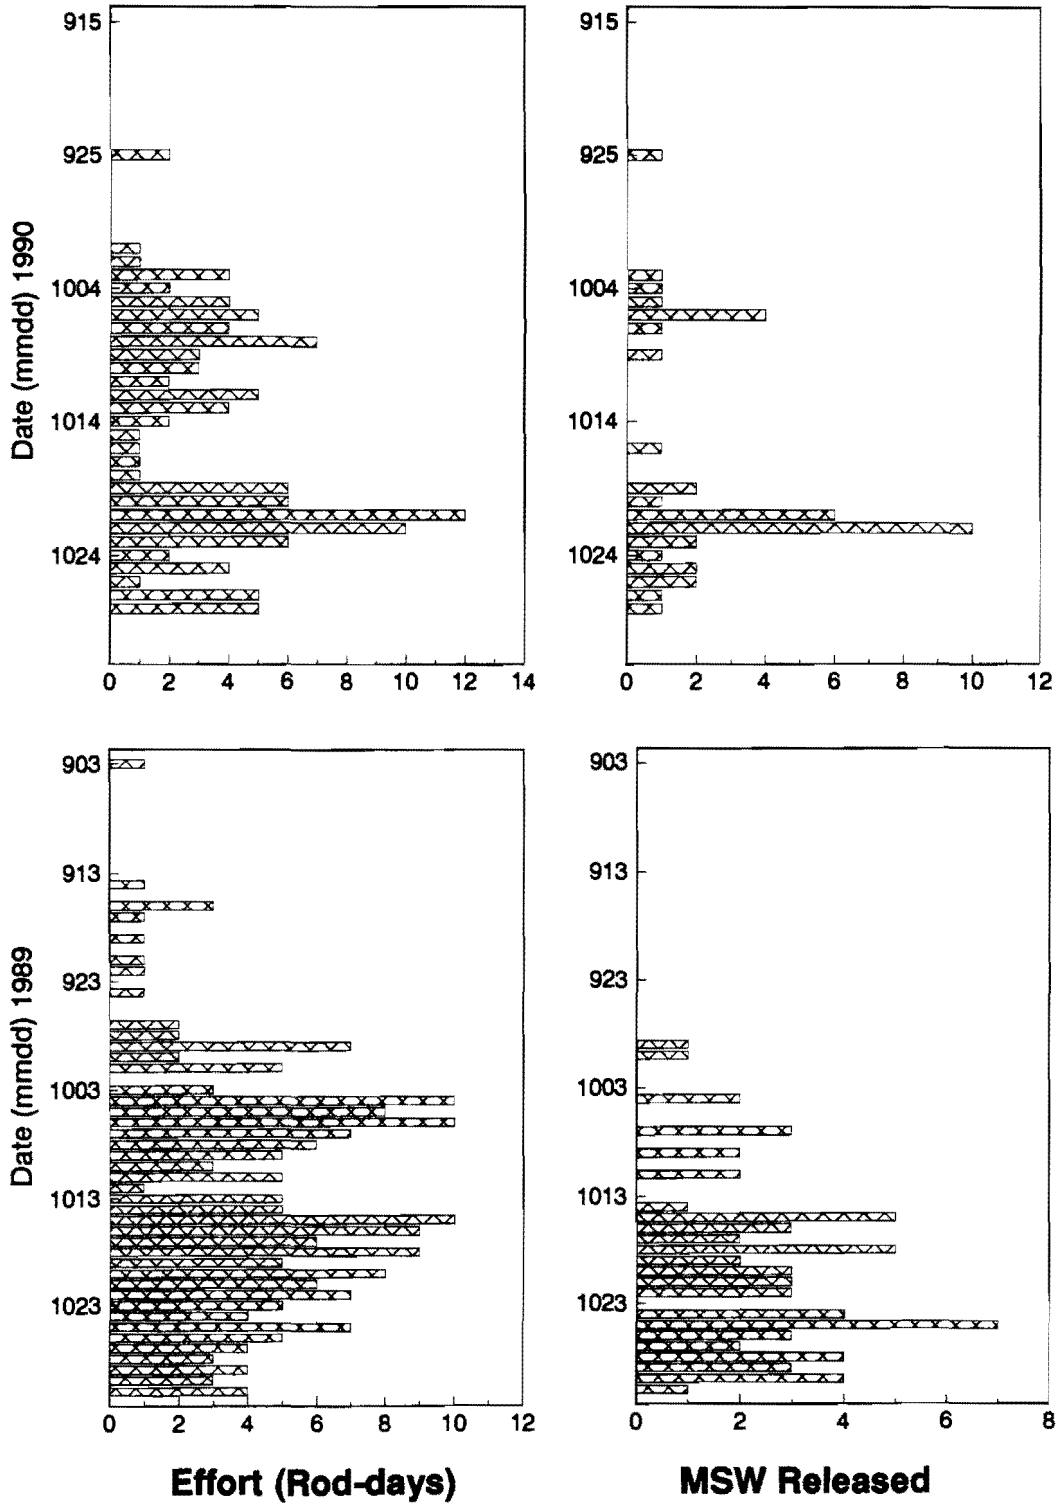 915
925
1004
1014
1024
Date (mmdd) 1990
0 2 4 6 8 10 12 14
915
925
1004
1014
1024
0 2 4 6 8 10 12
903
913
923
1003
1013
1023
Date (mmdd) 1989
0 2 4 6 8 10 12
Effort (Rod-days)
903
913
923
1003
1013
1023
0 2 4 6 8
MSW Released